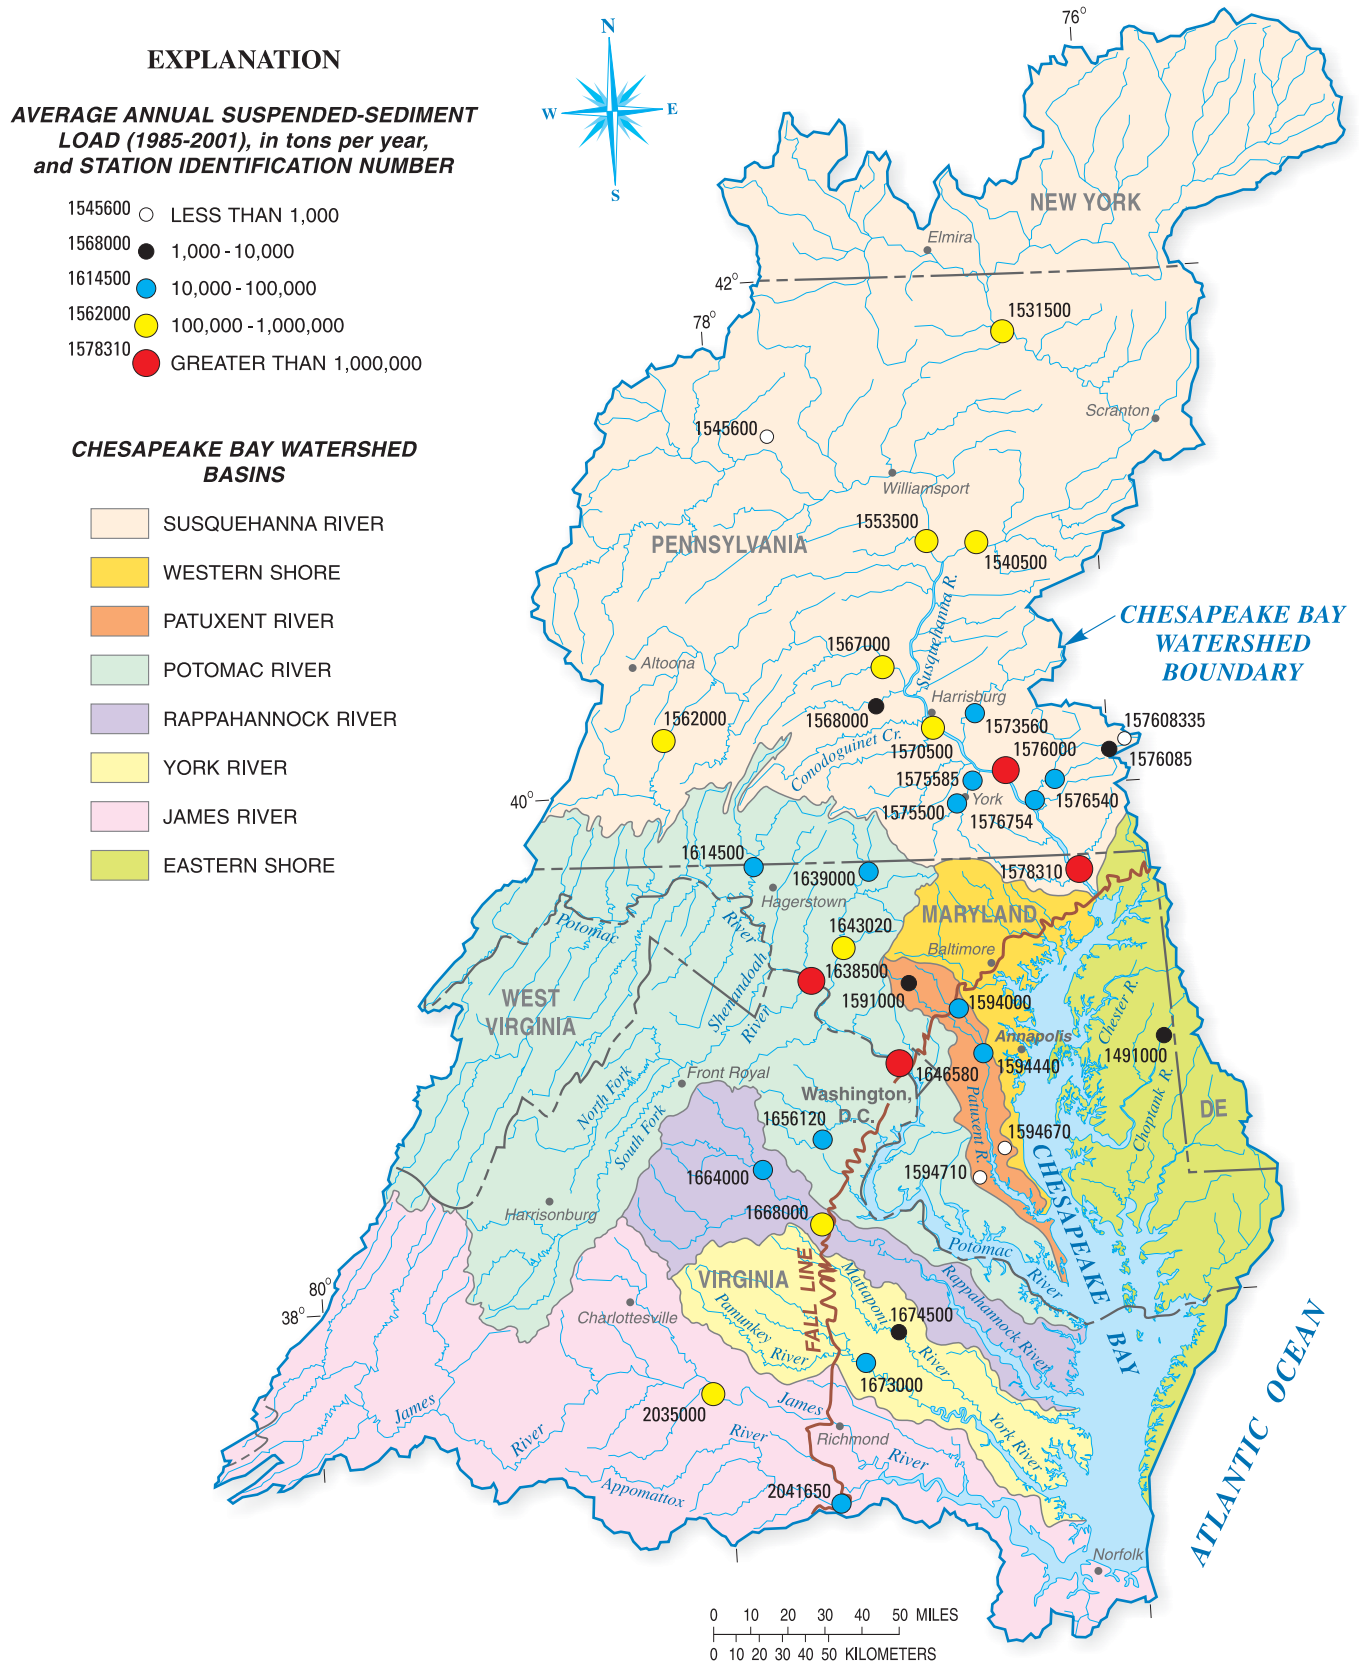 EXPLANATION
AVERAGE ANNUAL SUSPENDED-SEDIMENT
LOAD (1985-2001), in tons per year,
and STATION IDENTIFICATION NUMBER
1545600 LESS THAN 1,000
1568000 1,000 - 10,000
1614500 10,000 - 100,000
1562000 100,000 - 1,000,000
1578310 GREATER THAN 1,000,000
CHESAPEAKE BAY WATERSHED
BASINS
SUSQUEHANNA RIVER
WESTERN SHORE
PATUXENT RIVER
POTOMAC RIVER
RAPPAHANNOCK RIVER
YORK RIVER
JAMES RIVER
EASTERN SHORE
N
W
E
S
76°
NEW YORK
Elmira
42°
78°
1531500
Scranton
1545600
Williamsport
1553500
PENNSYLVANIA
1540500
Susquehanna R.
CHESAPEAKE BAY
WATERSHED
BOUNDARY
1567000
Altoona
Harrisburg
1562000
1568000
1573560
157608335
Conodoguinet Cr.
1570500
1576000
1576085
1575585
40°
York
1576540
1575500
1576754
1614500
1639000
1578310
Hagerstown
MARYLAND
Potomac
River
1643020
Baltimore
1638500
Shenandoah
River
1591000
1594000
WEST
VIRGINIA
Chester R.
Annapolis
1491000
1594440
Front Royal
1646580
North Fork
South Fork
Washington,
D.C.
Patuxent R.
Choptank R.
DE
1656120
1594670
1664000
1594710
CHESAPEAKE
BAY
1668000
Harrisonburg
Potomac
River
FALL LINE
VIRGINIA
Mattaponi
River
Rappahannock River
80°
38°
Charlottesville
Pamunkey
River
1674500
1673000
2035000
James
River
James
River
York River
Richmond
River
Appomattox
2041650
Norfolk
ATLANTIC OCEAN
0 10 20 30 40 50 MILES
0 10 20 30 40 50 KILOMETERS